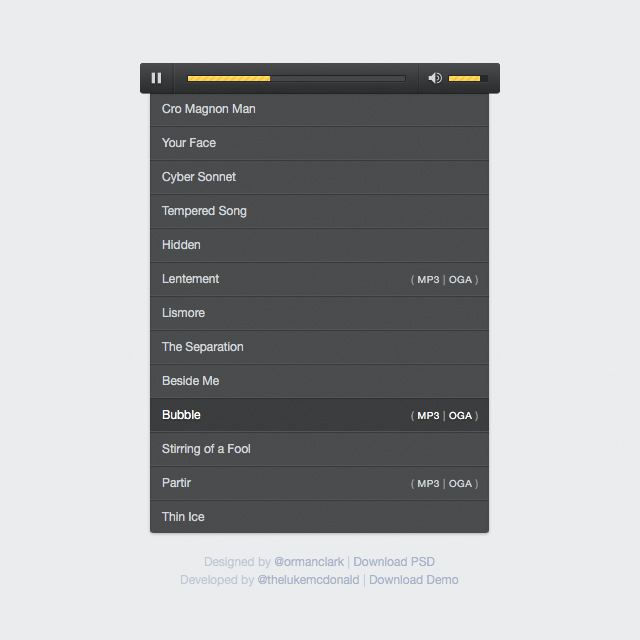 Cro Magnon Man
Your Face
Cyber Sonnet
Tempered Song
Hidden
Lentement ( MP3 | OGA )
Lismore
The Separation
Beside Me
Bubble ( MP3 | OGA )
Stirring of a Fool
Partir ( MP3 | OGA )
Thin Ice
Designed by @ormanclark | Download PSD
Developed by @thelukemcdonald | Download Demo